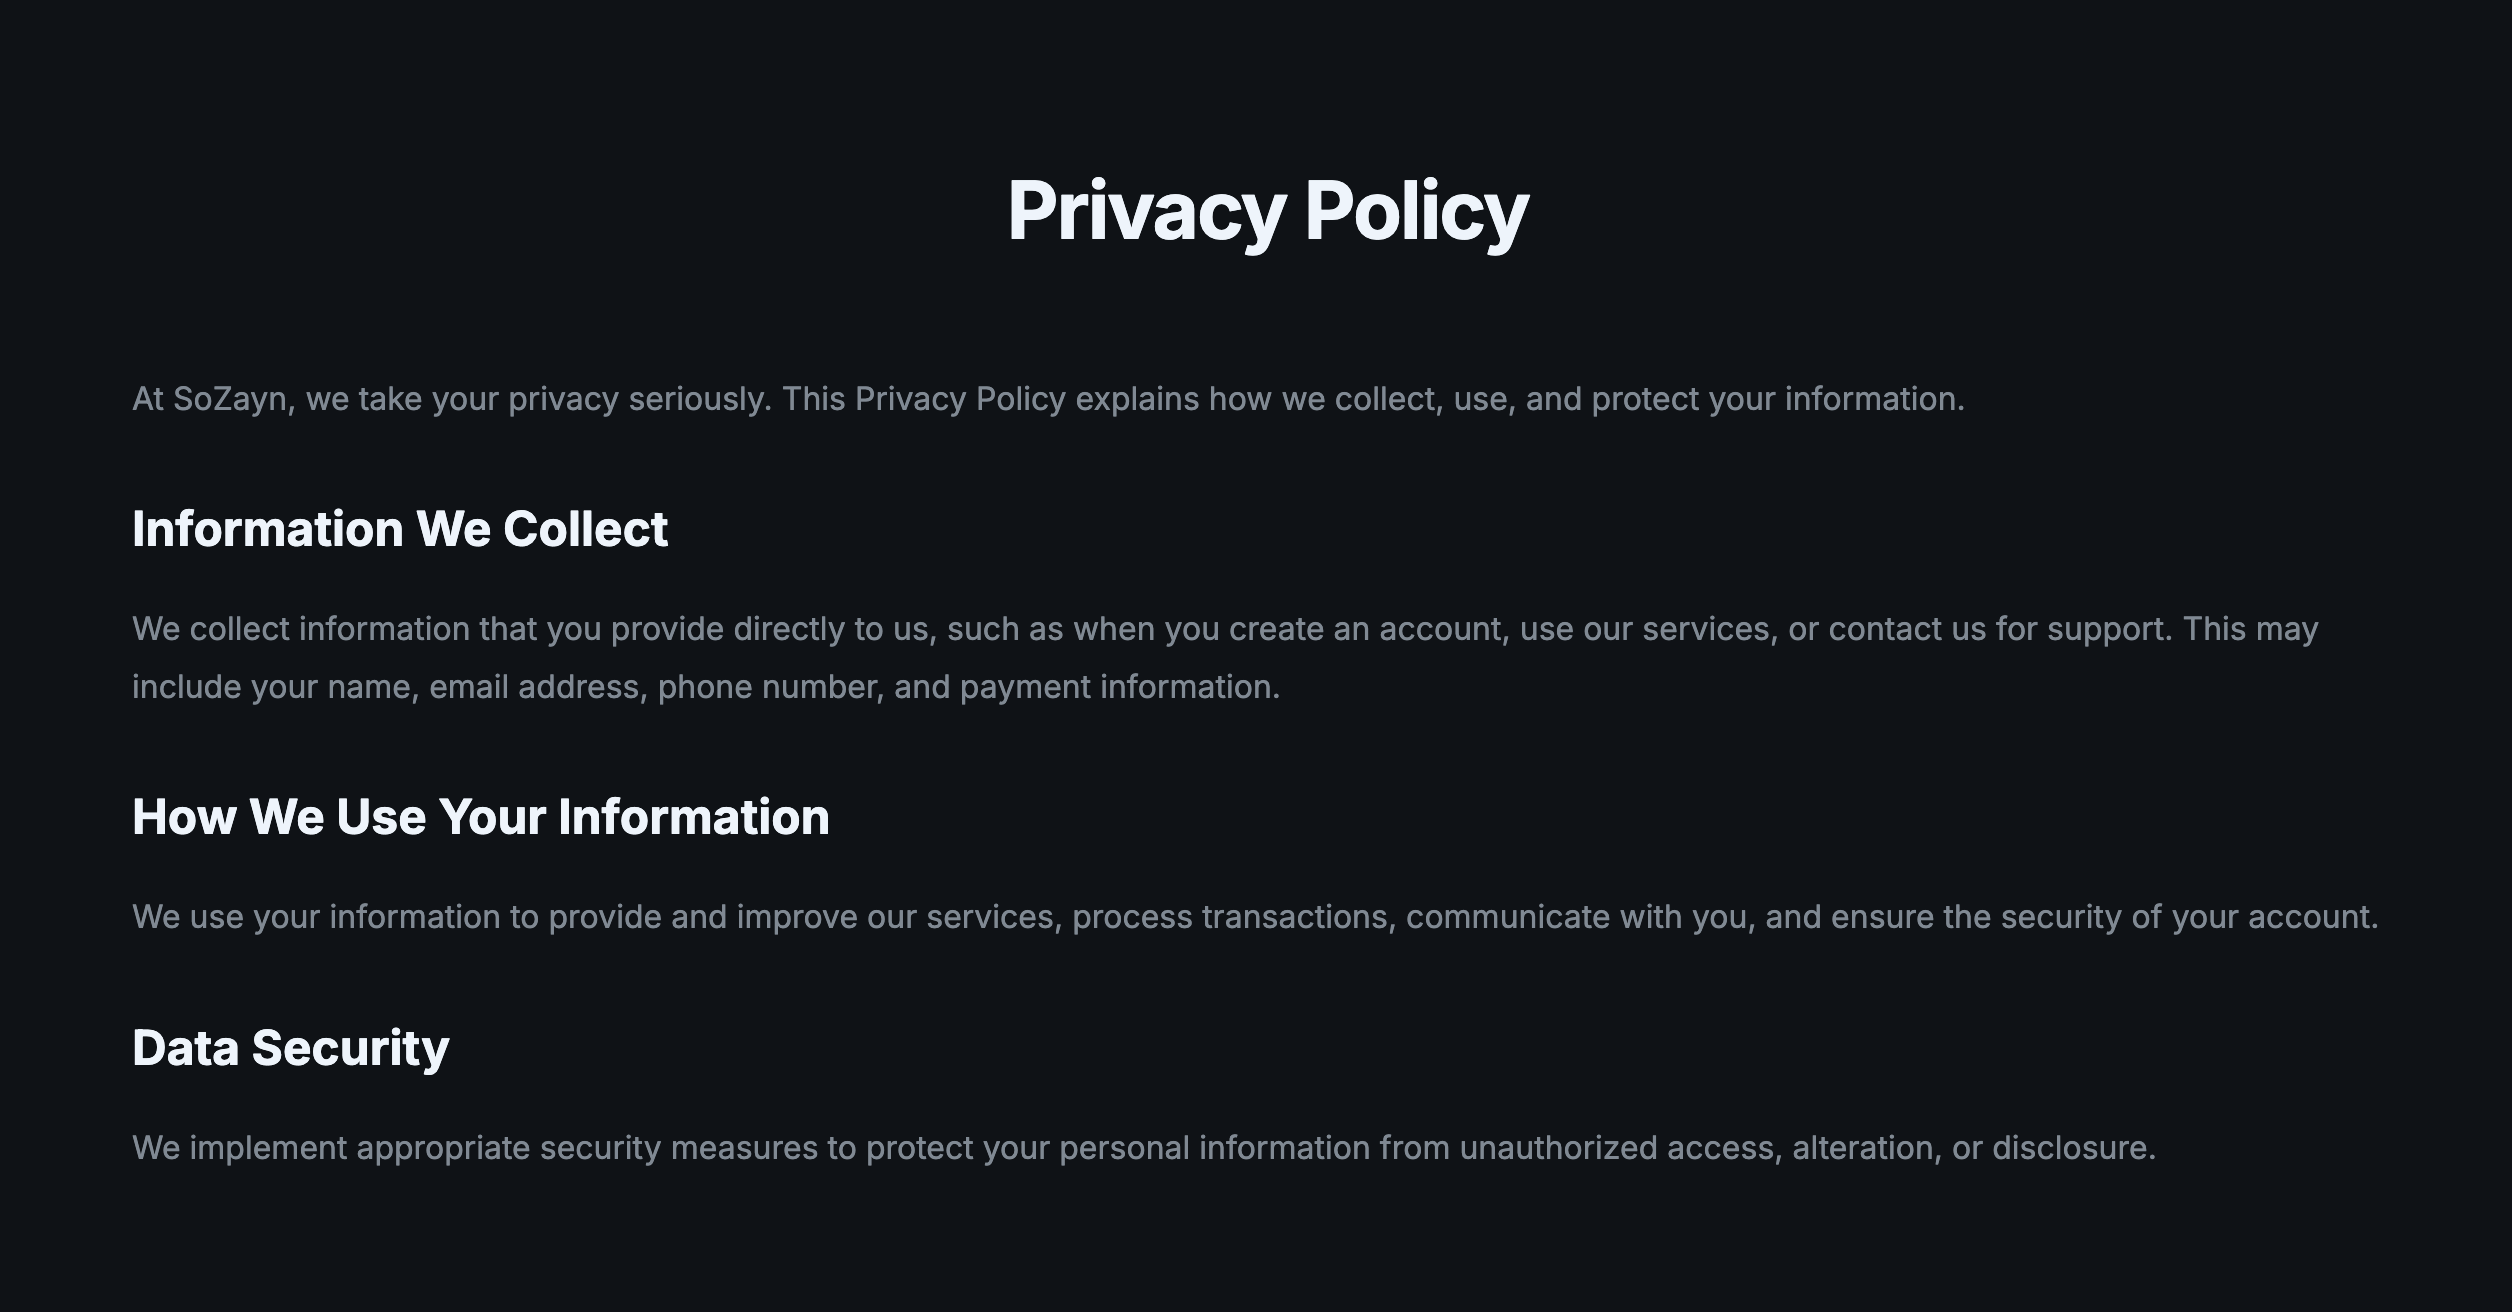 Privacy Policy
At SoZayn, we take your privacy seriously. This Privacy Policy explains how we collect, use, and protect your information.
Information We Collect
We collect information that you provide directly to us, such as when you create an account, use our services, or contact us for support. This may
include your name, email address, phone number, and payment information.
How We Use Your Information
We use your information to provide and improve our services, process transactions, communicate with you, and ensure the security of your account.
Data Security
We implement appropriate security measures to protect your personal information from unauthorized access, alteration, or disclosure.